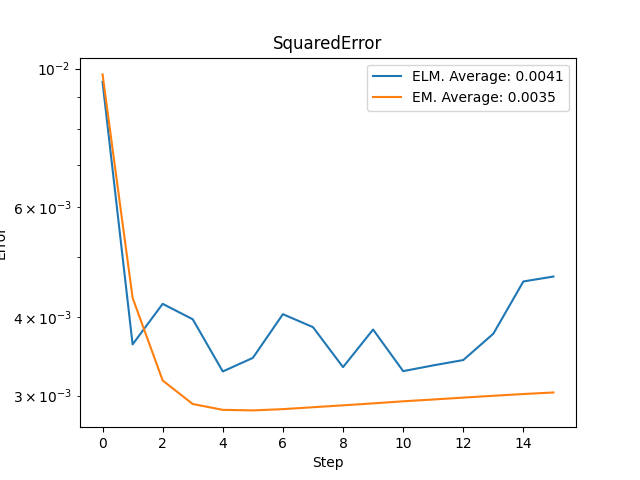 SquaredError
ELM. Average: 0.0041
EM. Average: 0.0035
10⁻²
6 × 10⁻³
4 × 10⁻³
3 × 10⁻³
Error
0 2 4 6 8 10 12 14
Step